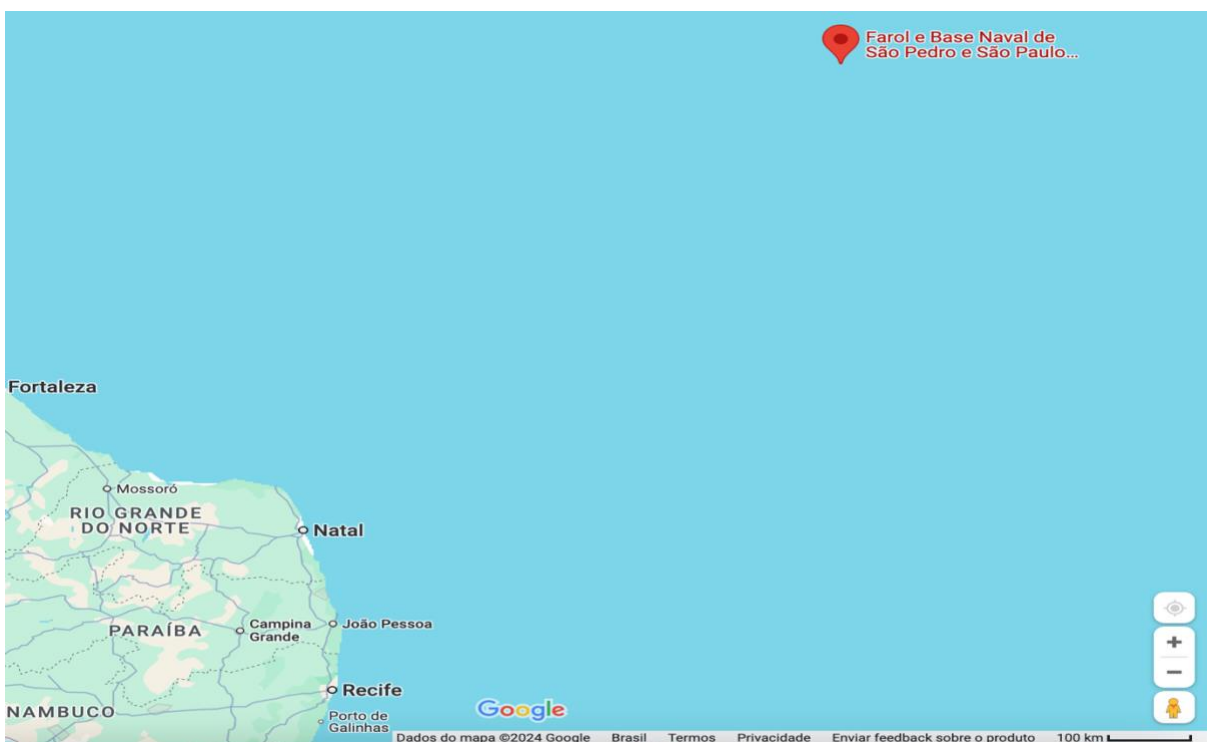 Farol e Base Naval de
São Pedro e São Paulo...
Fortaleza
Mossoró
RIO GRANDE
DO NORTE
Natal
Campina
Grande
João Pessoa
PARAÍBA
Recife
NAMBUCO
Porto de
Galinhas
Google
Dados do mapa ©2024 Google Brasil Termos Privacidade Enviar feedback sobre o produto 100 km